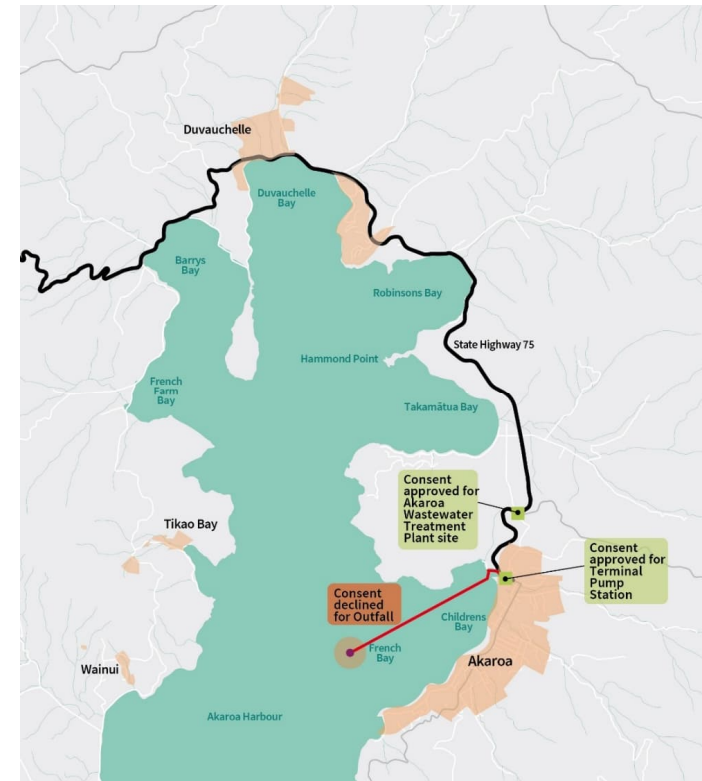 Duvauchelle
Duvauchelle
Bay
Barrys
Bay
Robinsons Bay
State Highway 75
Hammond Point
French
Farm
Bay
Takamātua Bay
Consent
approved for
Akaroa
Wastewater
Treatment
Plant site
Tikao Bay
Consent
approved for
Terminal
Pump
Station
Consent
declined
for Outfall
Childrens
Bay
French
Bay
Akaroa
Wainui
Akaroa Harbour